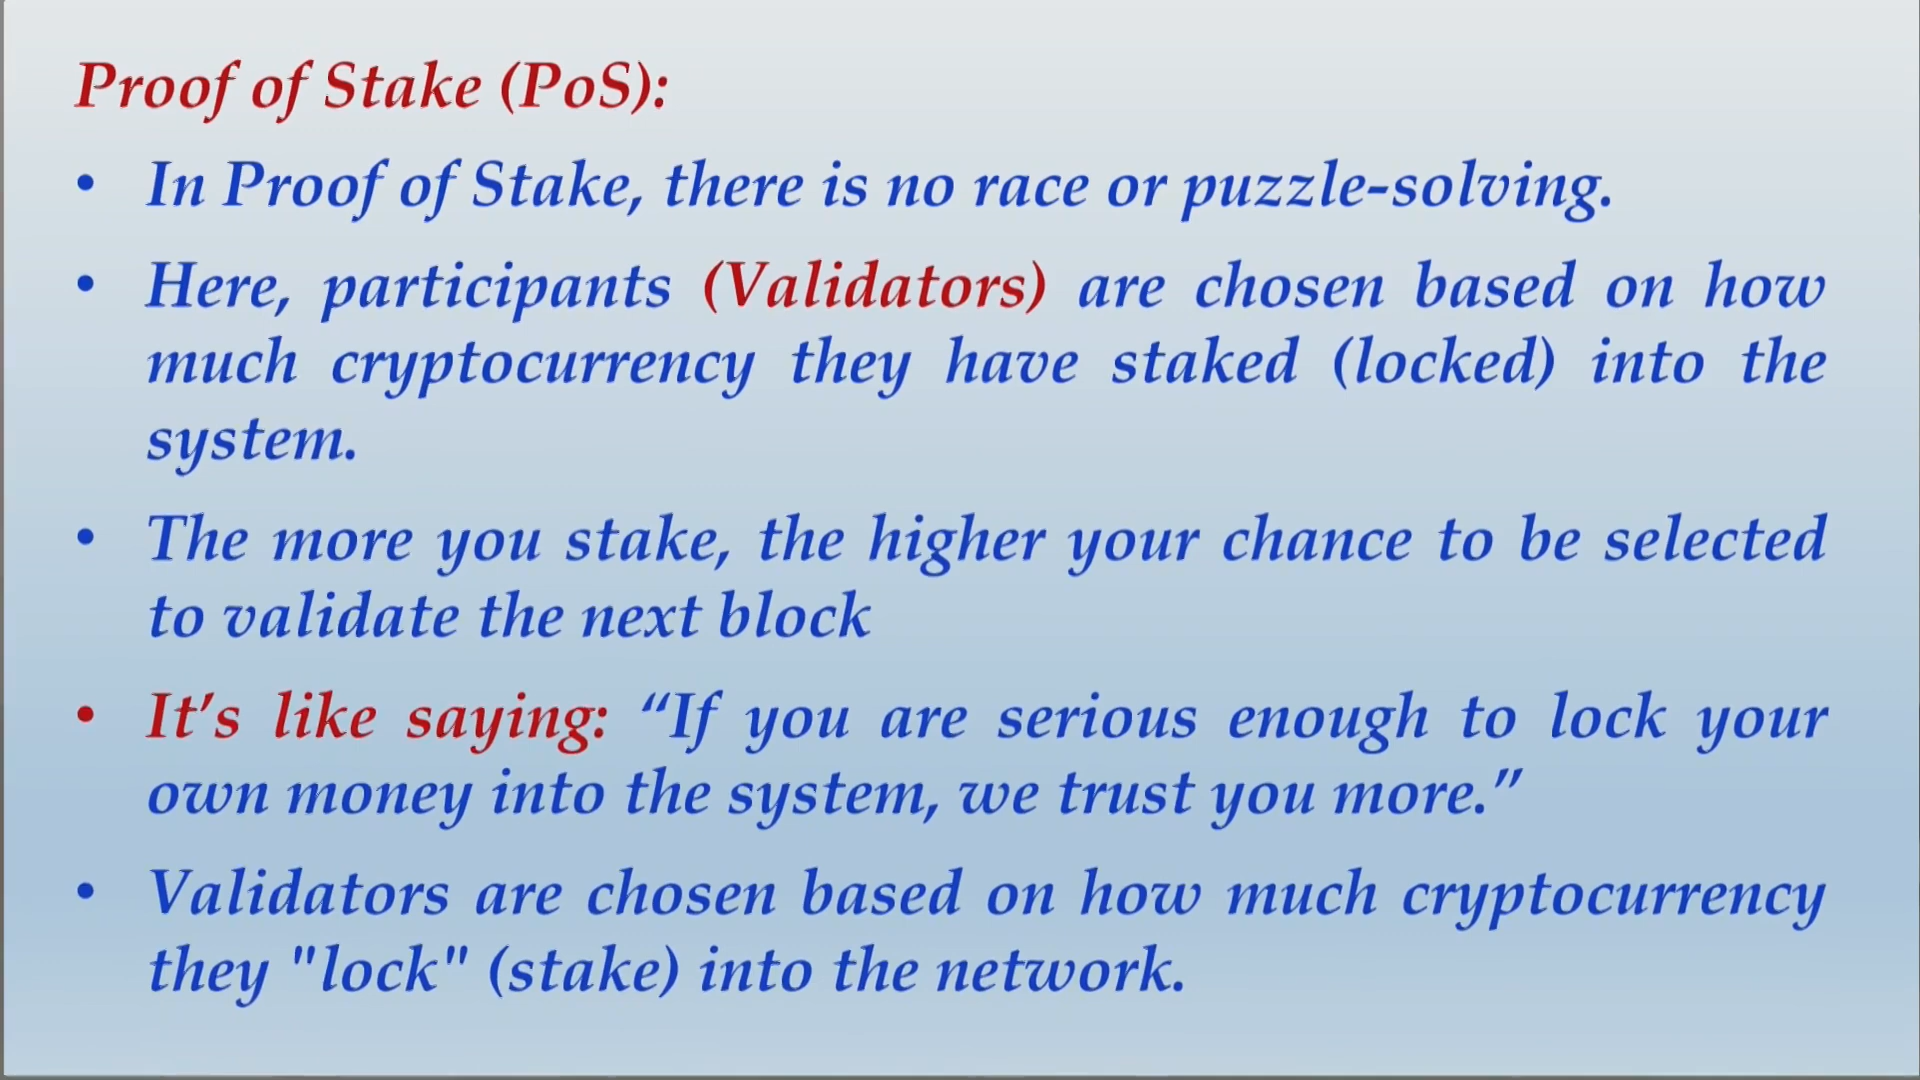 Proof of Stake (PoS):
• In Proof of Stake, there is no race or puzzle-solving.
• Here, participants (Validators) are chosen based on how
much cryptocurrency they have staked (locked) into the
system.
• The more you stake, the higher your chance to be selected
to validate the next block
• It’s like saying: “If you are serious enough to lock your
own money into the system, we trust you more.”
• Validators are chosen based on how much cryptocurrency
they "lock" (stake) into the network.